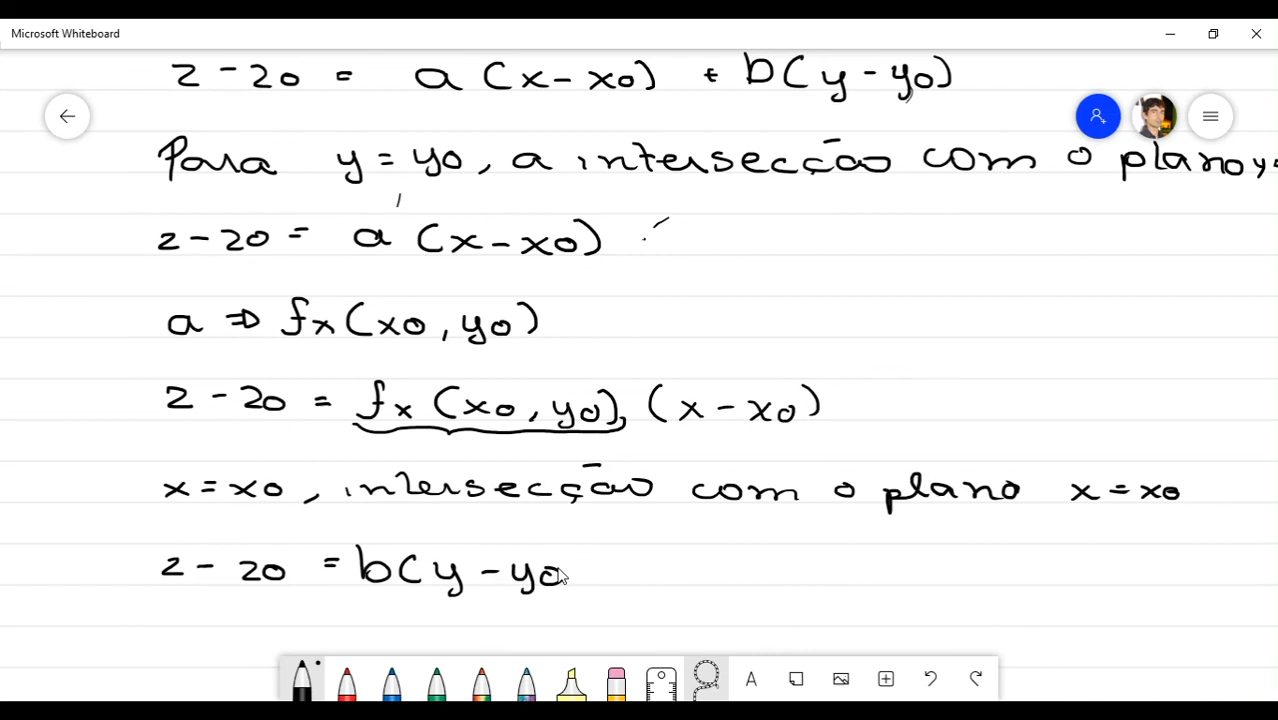 Microsoft Whiteboard
z - z0 = a (x - x0) + b(y - y0)
Para y = y0, a intersecção com o plano y=
z - z0 = a (x - x0)
a ⇒ fx(x0, y0)
z - z0 = fx (x0, y0), (x - x0)
x = x0, intersecção com o plano x = x0
z - z0 = b(y - y0
A